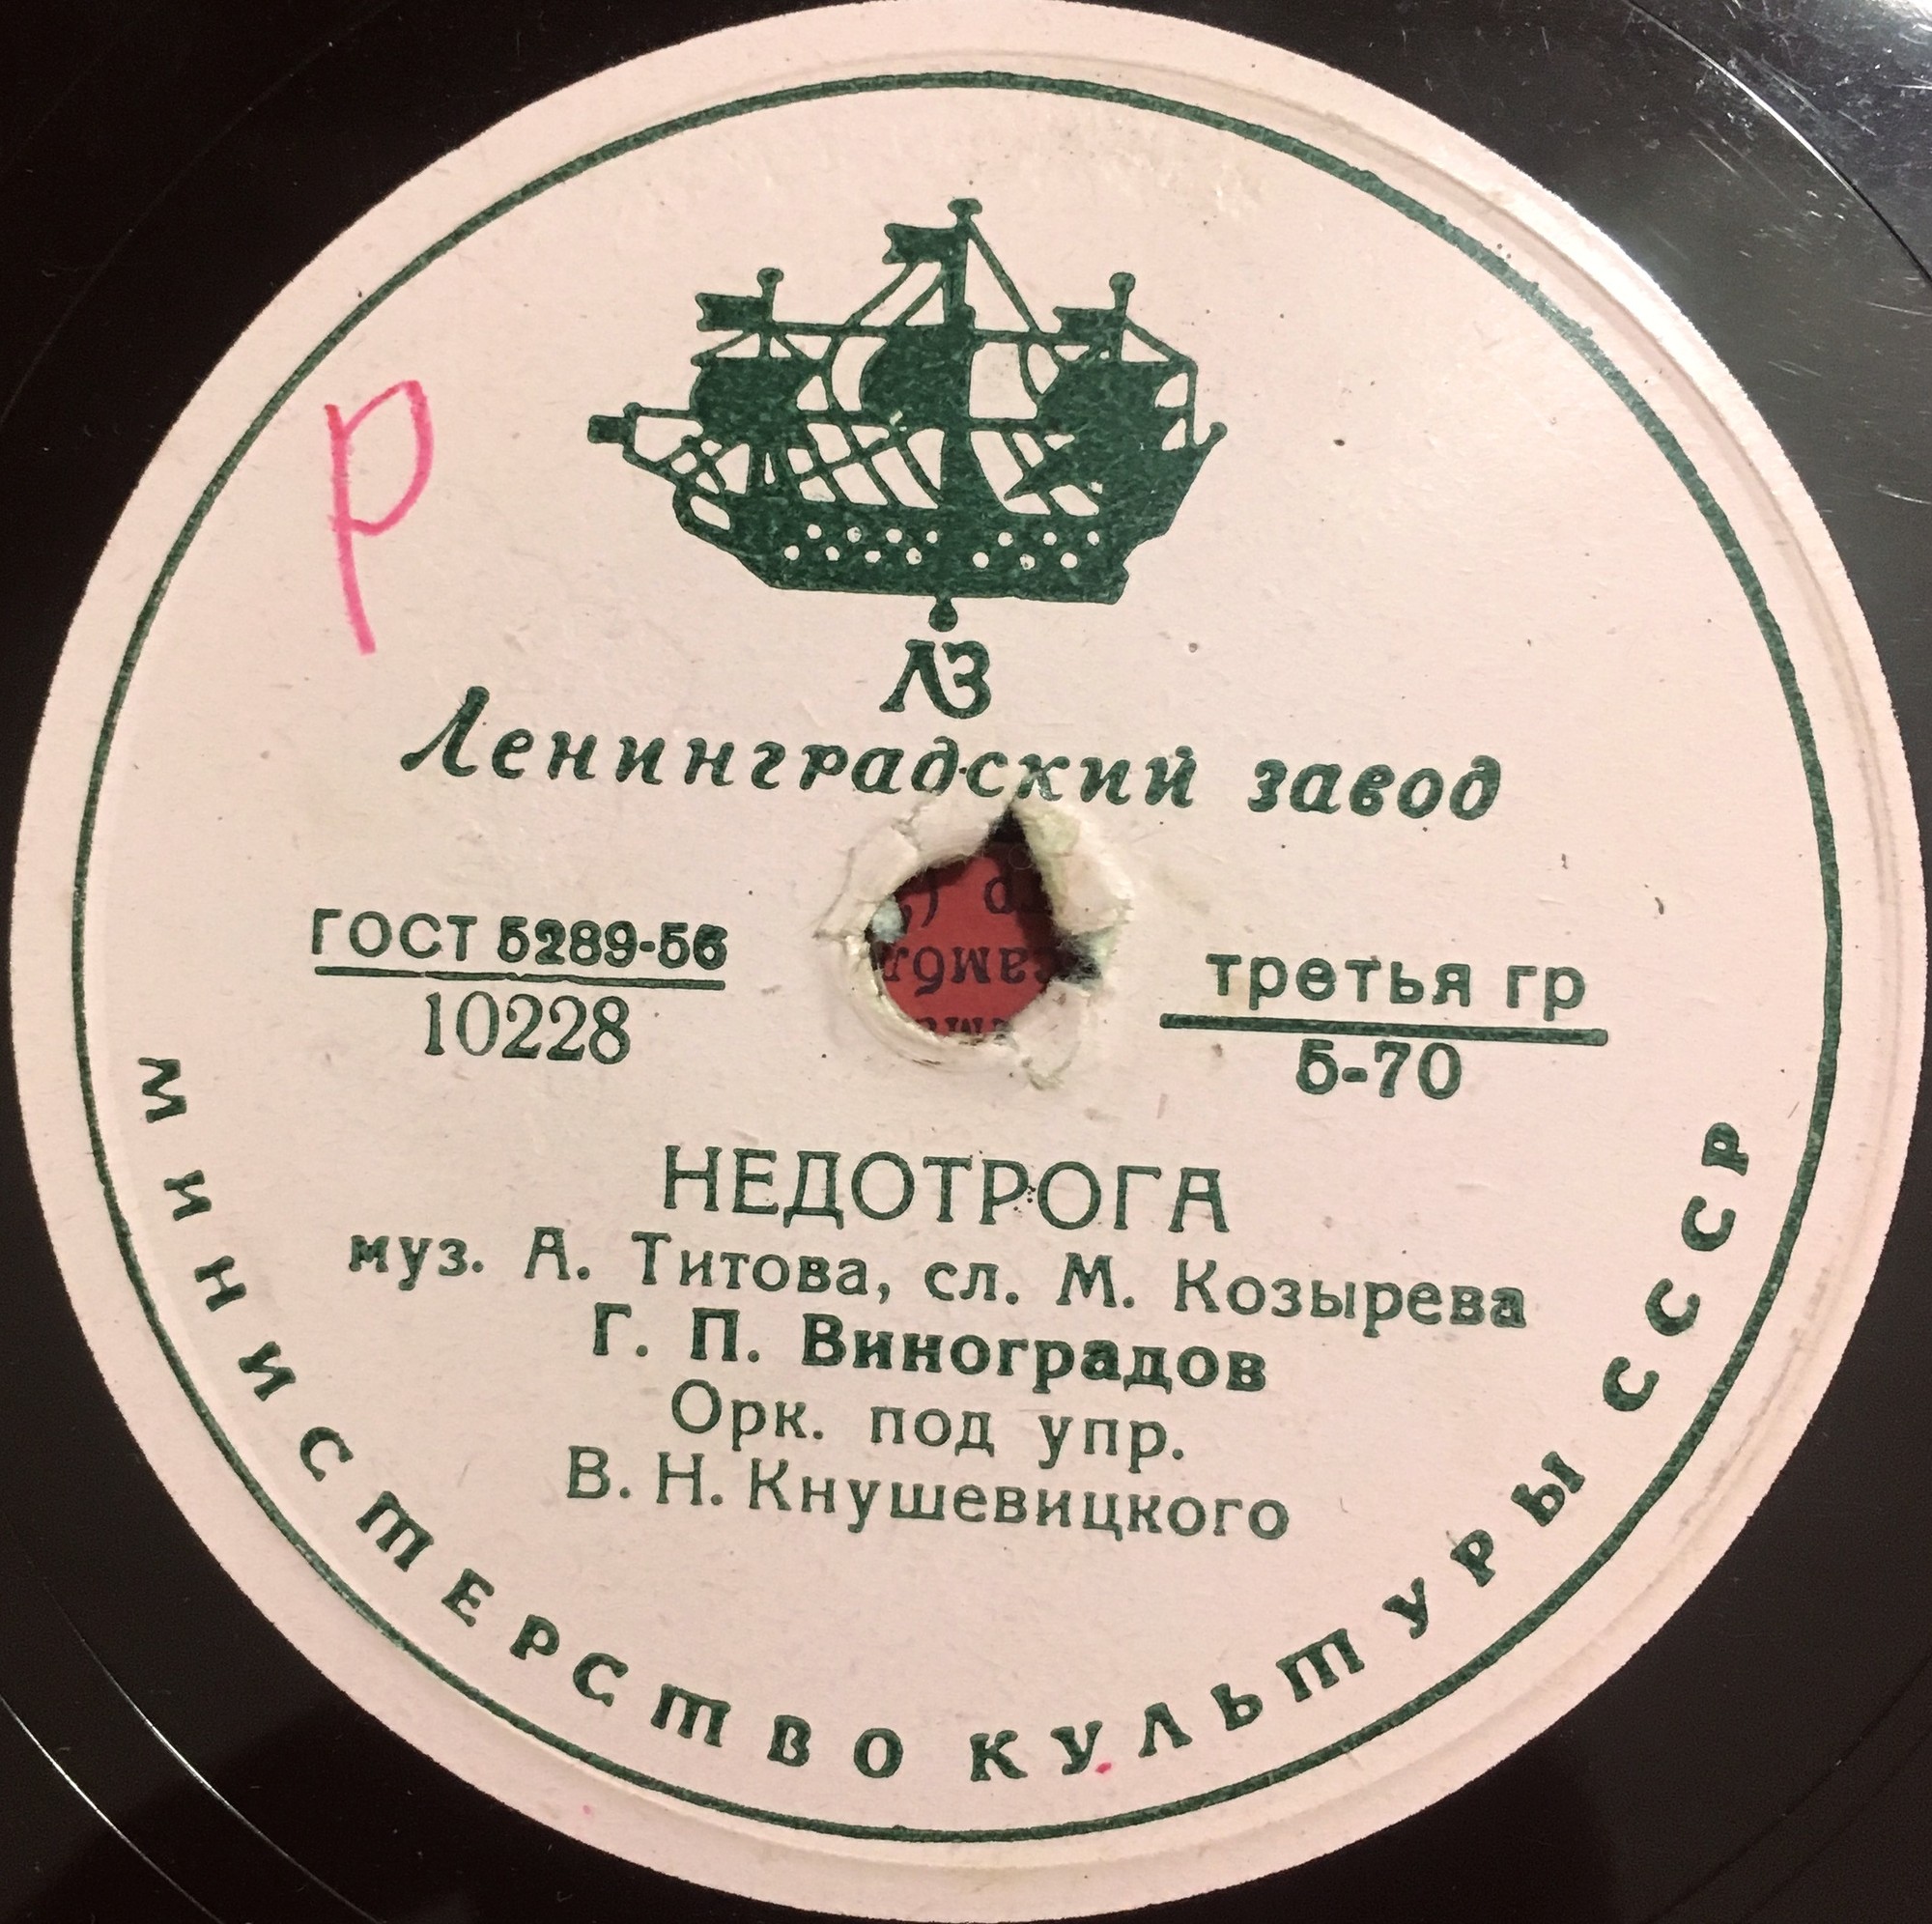 Р
ЛЗ
Ленинградский завод
ГОСТ 5289-56
10228
третья гр
5-70
НЕДОТРОГА
муз. А. Титова, сл. М. Козырева
Г. П. Виноградов
Орк. под упр.
В. Н. Кнушевицкого
МИНИСТЕРСТВО КУЛЬТУРЫ СССР